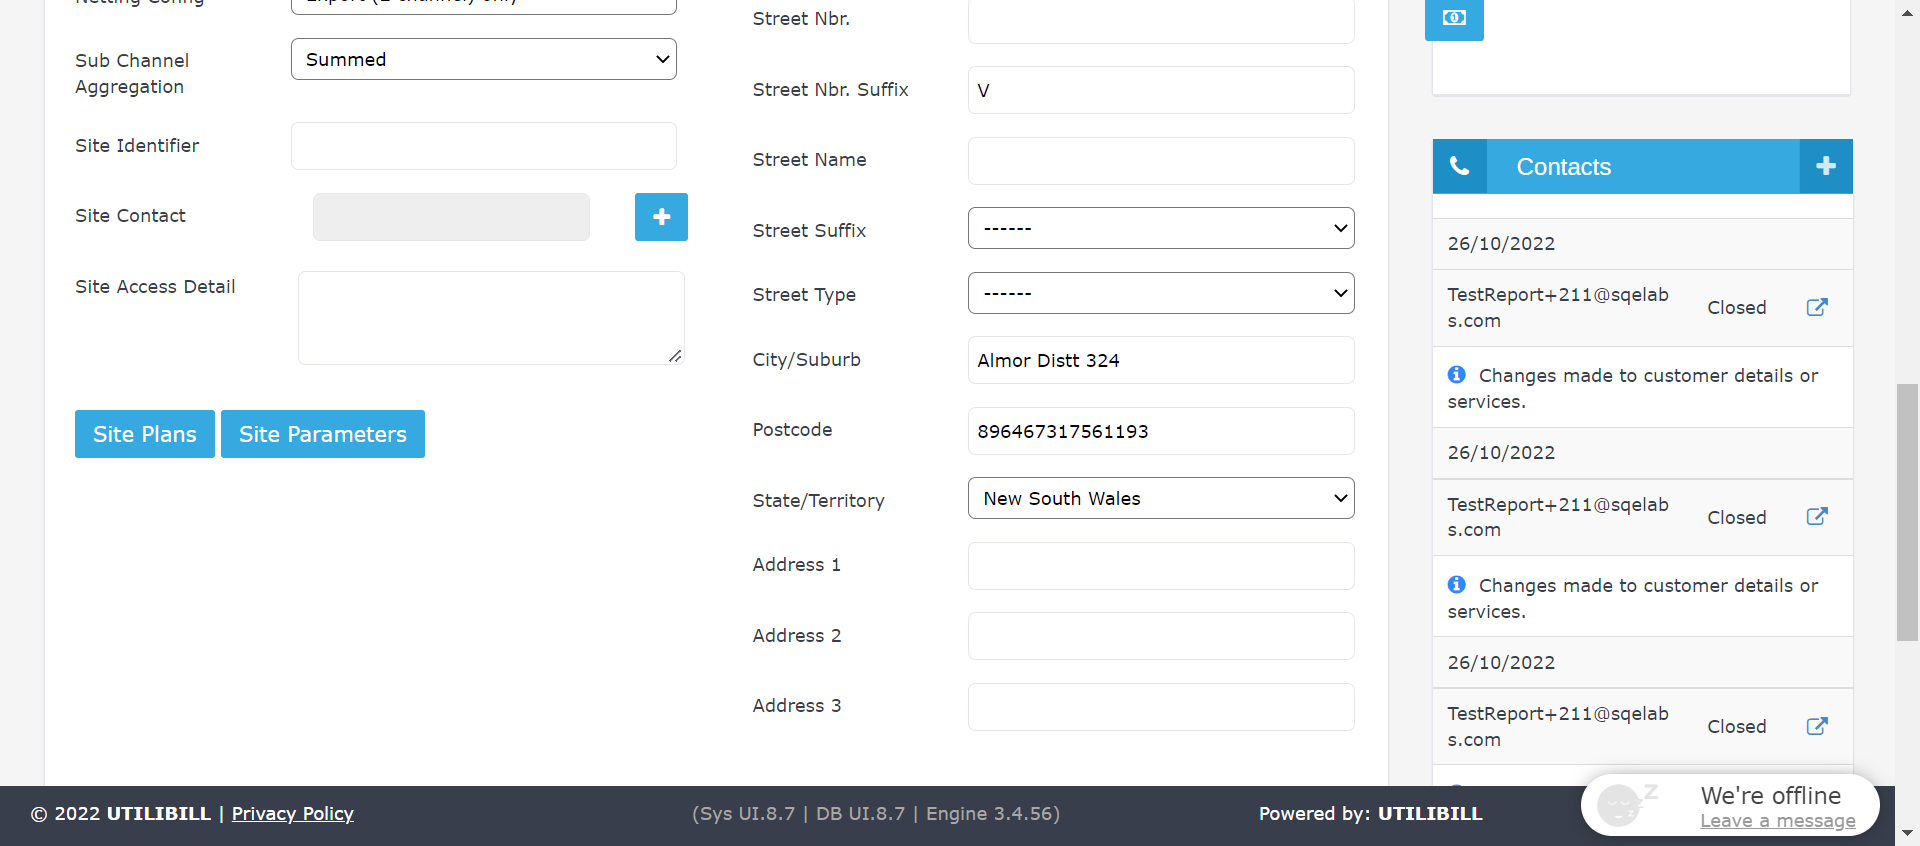 Sub Channel
Aggregation
Summed
Site Identifier
Site Contact
Site Access Detail
Site Plans
Site Parameters
Street Nbr.
Street Nbr. Suffix
V
Street Name
Street Suffix
------
Street Type
------
City/Suburb
Almor Distt 324
Postcode
896467317561193
State/Territory
New South Wales
Address 1
Address 2
Address 3
Contacts
26/10/2022
TestReport+211@sqelab
s.com
Closed
Changes made to customer details or
services.
26/10/2022
TestReport+211@sqelab
s.com
Closed
Changes made to customer details or
services.
26/10/2022
TestReport+211@sqelab
s.com
Closed
© 2022 UTILIBILL | Privacy Policy
(Sys UI.8.7 | DB UI.8.7 | Engine 3.4.56)
Powered by: UTILIBILL
We're offline
Leave a message